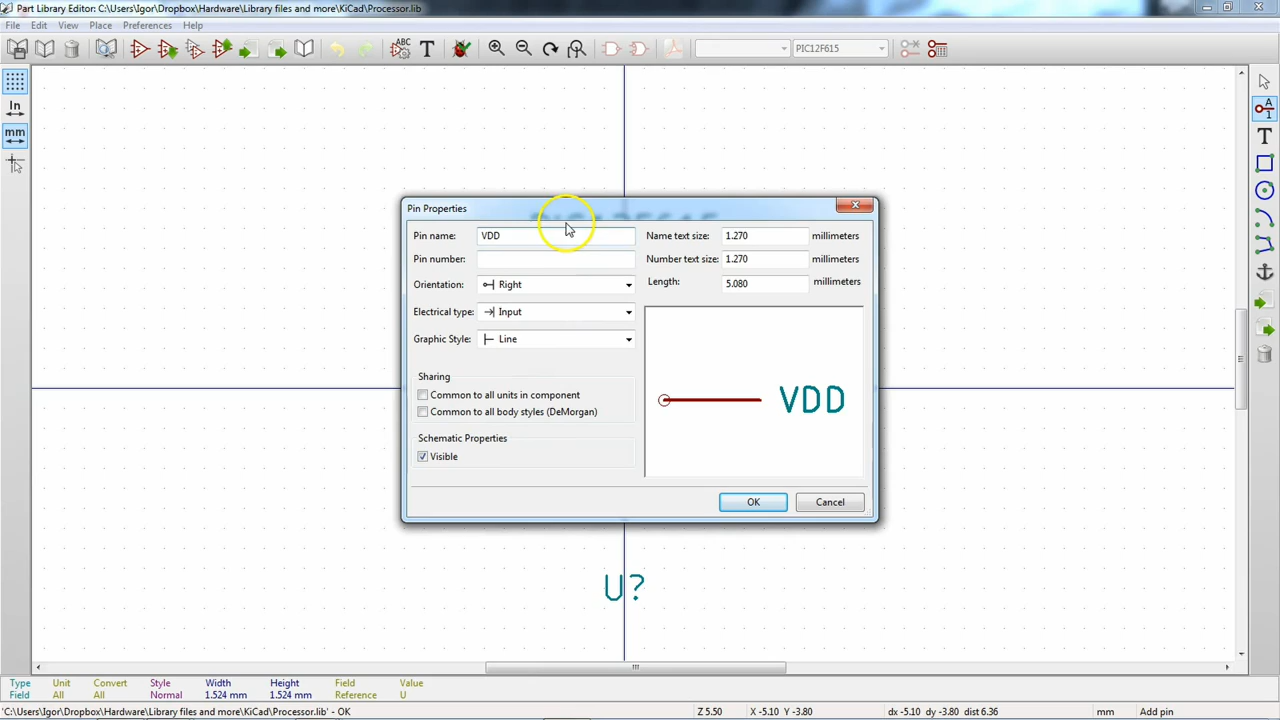 Part Library Editor: C:\Users\Igor\Dropbox\Hardware\Library files and more\KiCad\Processor.lib
File Edit View Place Preferences Help
ABC T PIC12F615
In
mm
A
1
T
Pin Properties
Pin name: VDD Name text size: 1.270 millimeters
Pin number: Number text size: 1.270 millimeters
Orientation: Right Length: 5.080 millimeters
Electrical type: Input
Graphic Style: Line
Sharing
Common to all units in component
Common to all body styles (DeMorgan)
VDD
Schematic Properties
Visible
OK Cancel
U?
Type Unit Convert Style Width Height Field Value
Field All All Normal 1.524 mm 1.524 mm Reference U
'C:\Users\Igor\Dropbox\Hardware\Library files and more\KiCad\Processor.lib' - OK Z 5.50 X -5.10 Y -3.80 dx -5.10 dy -3.80 dist 6.36 mm Add pin